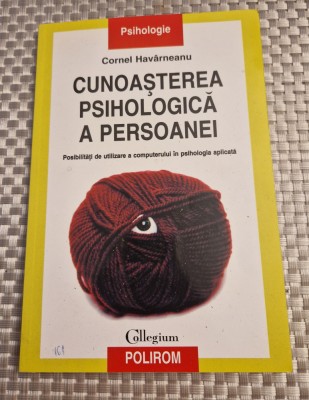 Psihologie
Cornel Havârneanu
CUNOAŞTEREA
PSIHOLOGICĂ
A PERSOANEI
Posibilităţi de utilizare a computerului în psihologia aplicată
Collegium
POLIROM